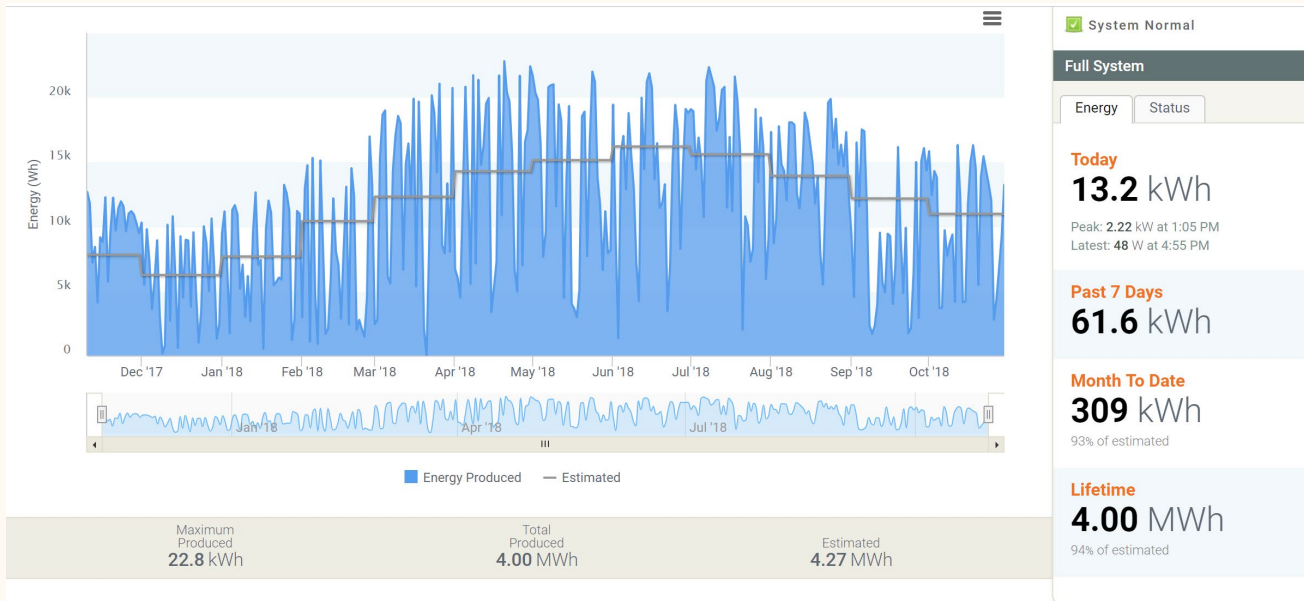 System Normal
Full System
Energy Status
Today
13.2 kWh
Peak: 2.22 kW at 1:05 PM
Latest: 48 W at 4:55 PM
Past 7 Days
61.6 kWh
Month To Date
309 kWh
93% of estimated
Lifetime
4.00 MWh
94% of estimated
Energy (Wh)
20k
15k
10k
5k
0
Dec '17 Jan '18 Feb '18 Mar '18 Apr '18 May '18 Jun '18 Jul '18 Aug '18 Sep '18 Oct '18
Jan '18 Apr '18 Jul '18
Energy Produced Estimated
Maximum Produced
22.8 kWh
Total Produced
4.00 MWh
Estimated
4.27 MWh